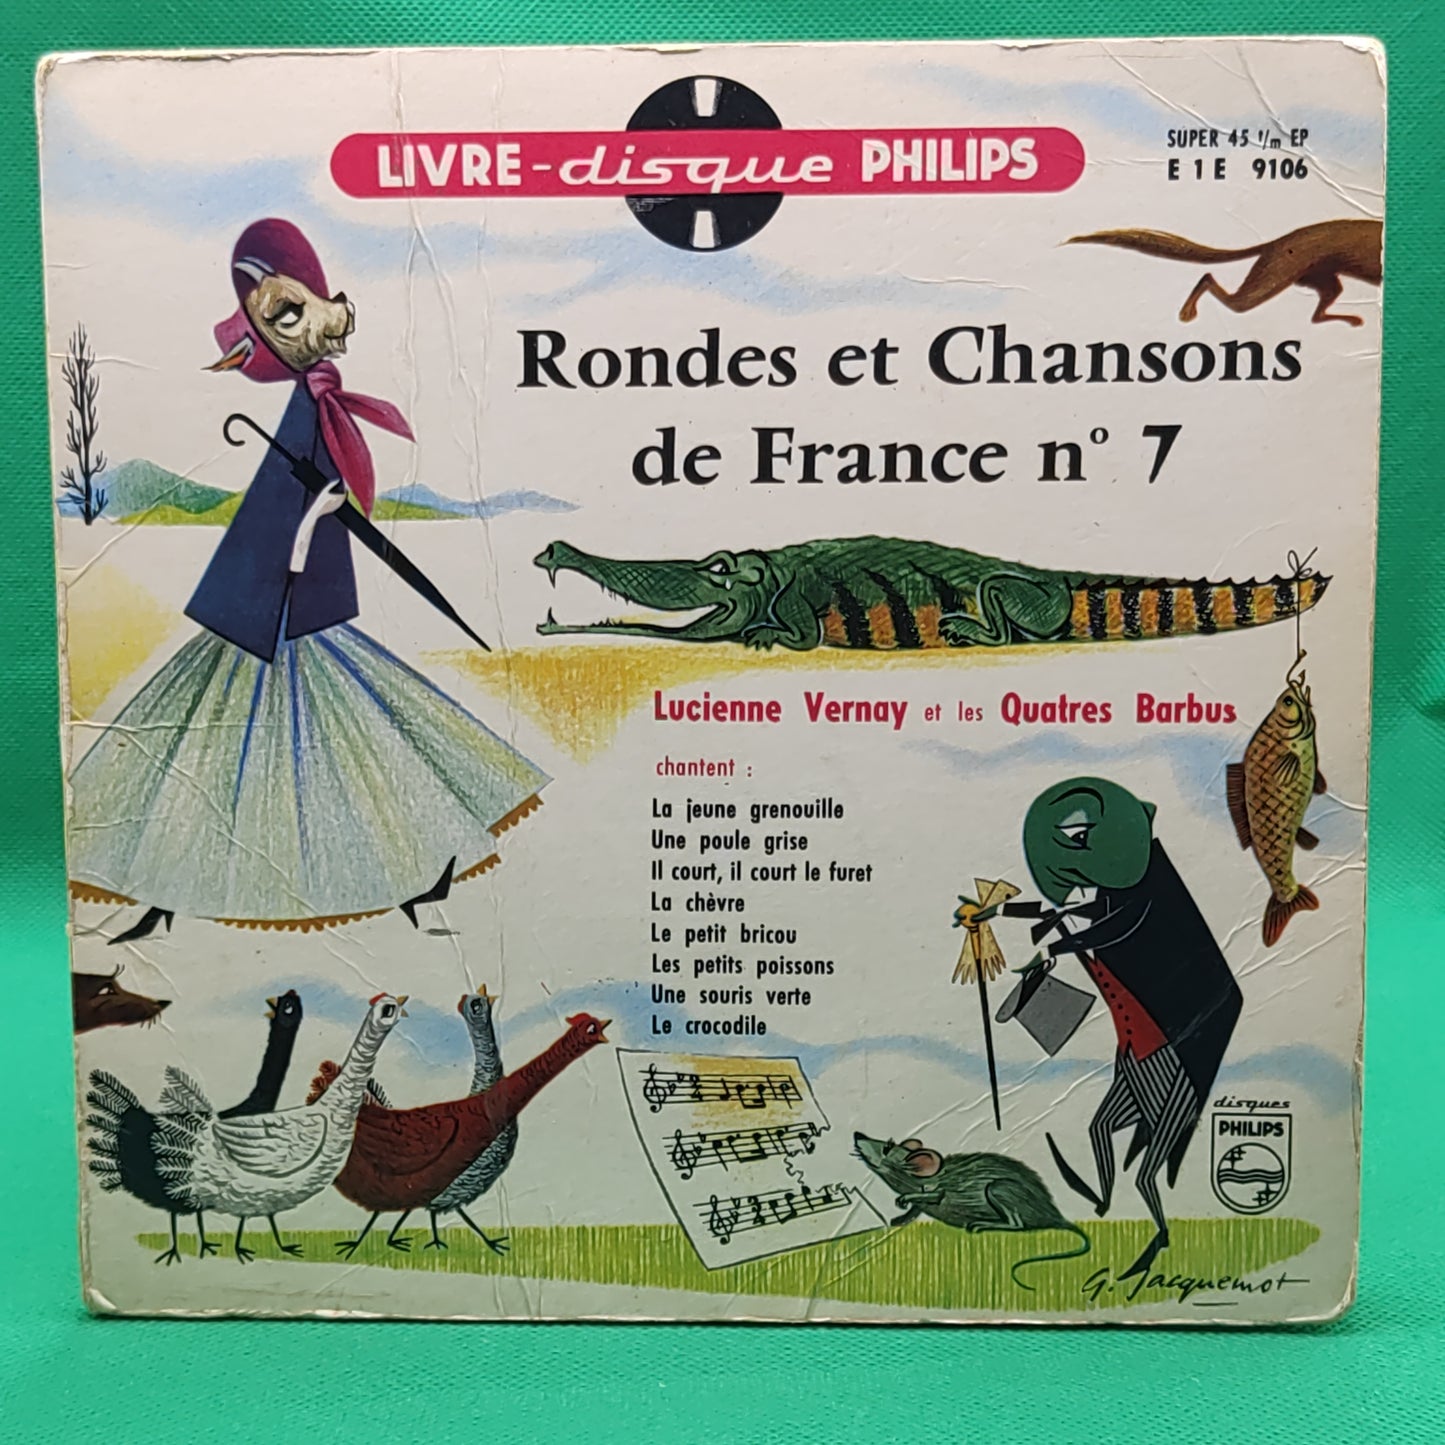 LIVRE-disque PHILIPS
SUPER 45 t/m EP
E 1 E 9106
Rondes et Chansons
de France nº 7
Lucienne Vernay et les Quatres Barbus
chantent :
La jeune grenouille
Une poule grise
Il court, il court le furet
La chèvre
Le petit bricou
Les petits poissons
Une souris verte
Le crocodile
disques
PHILIPS
G. Jacquemot